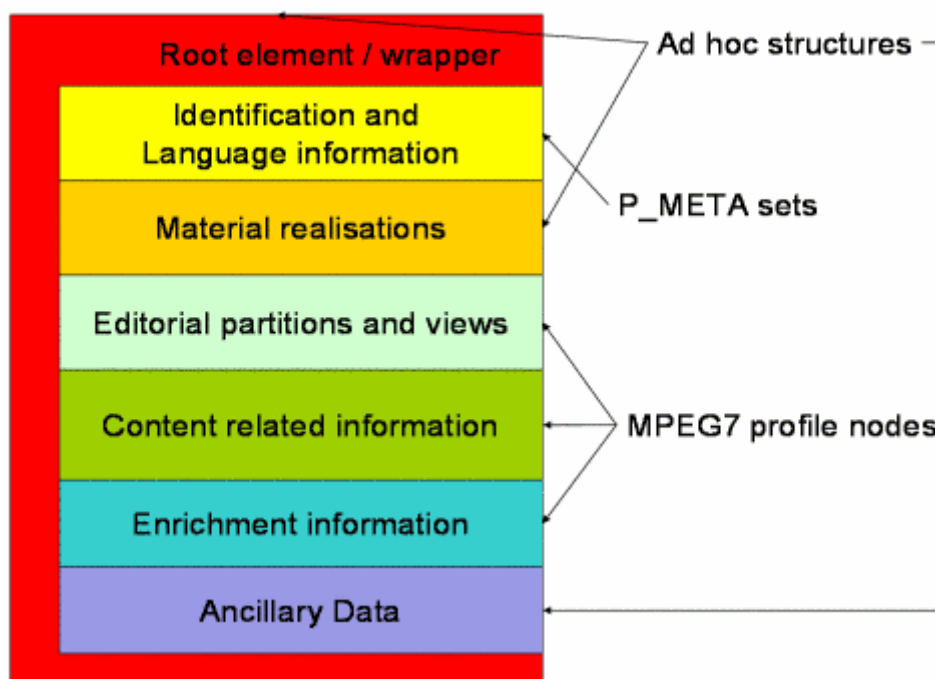 Root element / wrapper
Ad hoc structures
Identification and
Language information
P_META sets
Material realisations
Editorial partitions and views
Content related information
MPEG7 profile nodes
Enrichment information
Ancillary Data